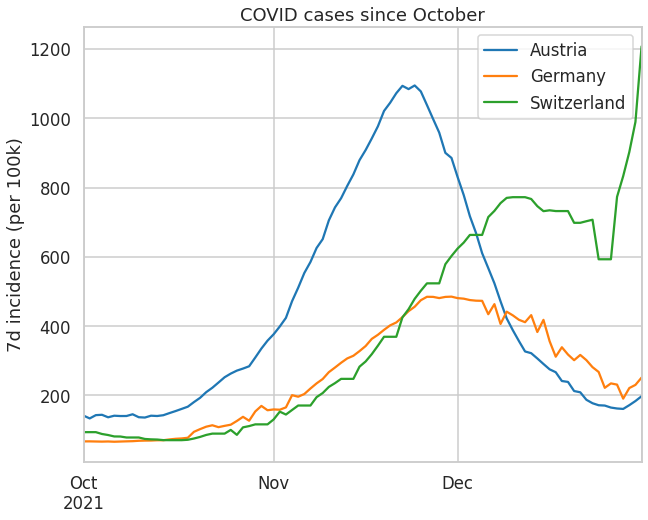 COVID cases since October
7d incidence (per 100k)
1200
1000
800
600
400
200
Oct
2021
Nov
Dec
Austria
Germany
Switzerland